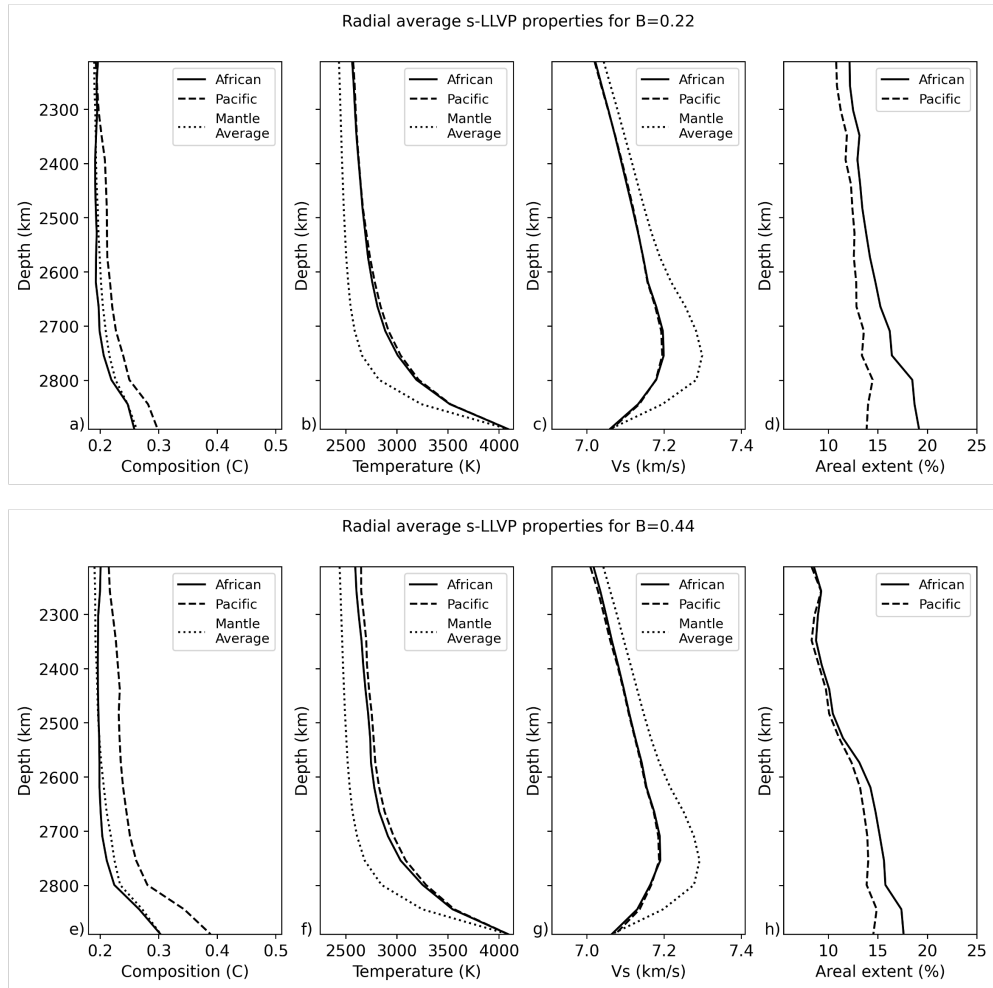 Radial average s-LLVP properties for B=0.22
African
Pacific
Mantle
Average
African
Pacific
Mantle
Average
African
Pacific
Mantle
Average
African
Pacific
2300
2400
2500
2600
2700
2800
Depth (km)
Depth (km)
Depth (km)
Depth (km)
a)
b)
c)
d)
0.2 0.3 0.4 0.5
2500 3000 3500 4000
7.0 7.2 7.4
10 15 20 25
Composition (C)
Temperature (K)
Vs (km/s)
Areal extent (%)
Radial average s-LLVP properties for B=0.44
African
Pacific
Mantle
Average
African
Pacific
Mantle
Average
African
Pacific
Mantle
Average
African
Pacific
2300
2400
2500
2600
2700
2800
Depth (km)
Depth (km)
Depth (km)
Depth (km)
e)
f)
g)
h)
0.2 0.3 0.4 0.5
2500 3000 3500 4000
7.0 7.2 7.4
10 15 20 25
Composition (C)
Temperature (K)
Vs (km/s)
Areal extent (%)